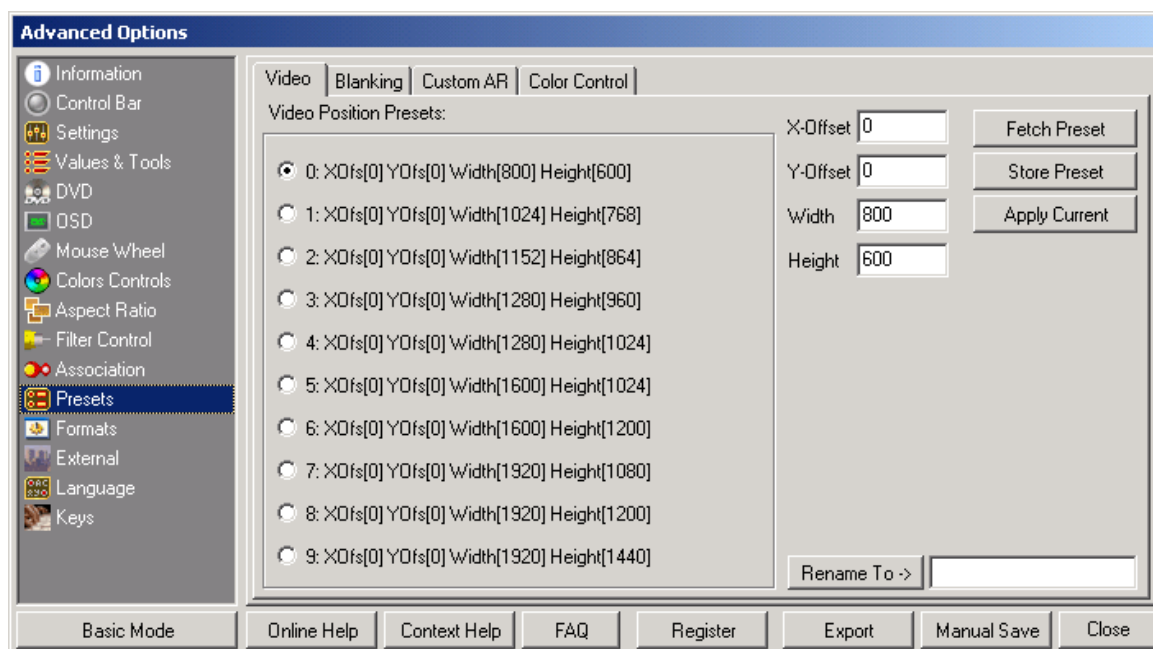 Advanced Options
Information
Control Bar
Settings
Values & Tools
DVD
OSD
Mouse Wheel
Colors Controls
Aspect Ratio
Filter Control
Association
Presets
Formats
External
Language
Keys
Video
Blanking
Custom AR
Color Control
Video Position Presets:
0: XOfs[0] YOfs[0] Width[800] Height[600]
1: XOfs[0] YOfs[0] Width[1024] Height[768]
2: XOfs[0] YOfs[0] Width[1152] Height[864]
3: XOfs[0] YOfs[0] Width[1280] Height[960]
4: XOfs[0] YOfs[0] Width[1280] Height[1024]
5: XOfs[0] YOfs[0] Width[1600] Height[1024]
6: XOfs[0] YOfs[0] Width[1600] Height[1200]
7: XOfs[0] YOfs[0] Width[1920] Height[1080]
8: XOfs[0] YOfs[0] Width[1920] Height[1200]
9: XOfs[0] YOfs[0] Width[1920] Height[1440]
X-Offset 0
Y-Offset 0
Width 800
Height 600
Fetch Preset
Store Preset
Apply Current
Rename To ->
Basic Mode
Online Help
Context Help
FAQ
Register
Export
Manual Save
Close